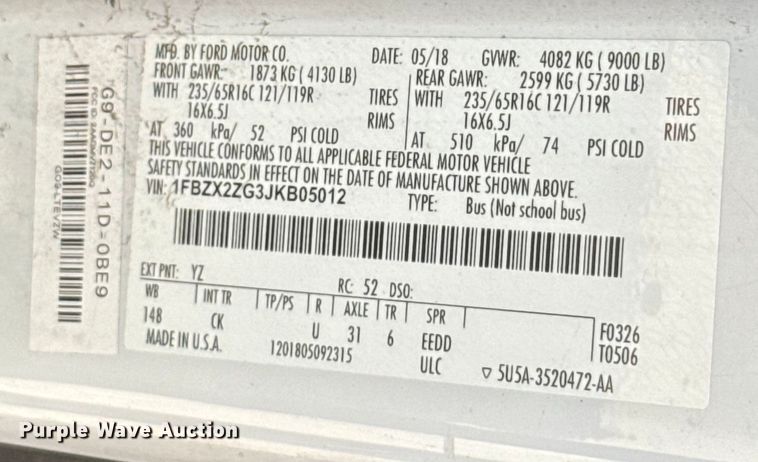 MFD. BY FORD MOTOR CO. DATE: 05/18 GVWR: 4082 KG ( 9000 LB)
FRONT GAWR: 1873 KG ( 4130 LB) REAR GAWR: 2599 KG ( 5730 LB)
WITH 235/65R16C 121/119R TIRES WITH 235/65R16C 121/119R TIRES
16X6.5J RIMS 16X6.5J RIMS
AT 360 kPa/ 52 PSI COLD AT 510 kPa/ 74 PSI COLD
THIS VEHICLE CONFORMS TO ALL APPLICABLE FEDERAL MOTOR VEHICLE
SAFETY STANDARDS IN EFFECT ON THE DATE OF MANUFACTURE SHOWN ABOVE.
VIN: 1FBZX2ZG3JKB05012 TYPE: Bus (Not school bus)
EXT PNT: YZ RC: 52 DSO:
WB INT TR TP/PS R AXLE TR SPR
148 CK U 31 6 EEDD F0326
MADE IN U.S.A. 1201805092315 ULC T0506
▽ 5U5A-3520472-AA
G9-DE2-11D-0BE9
Purple Wave Auction